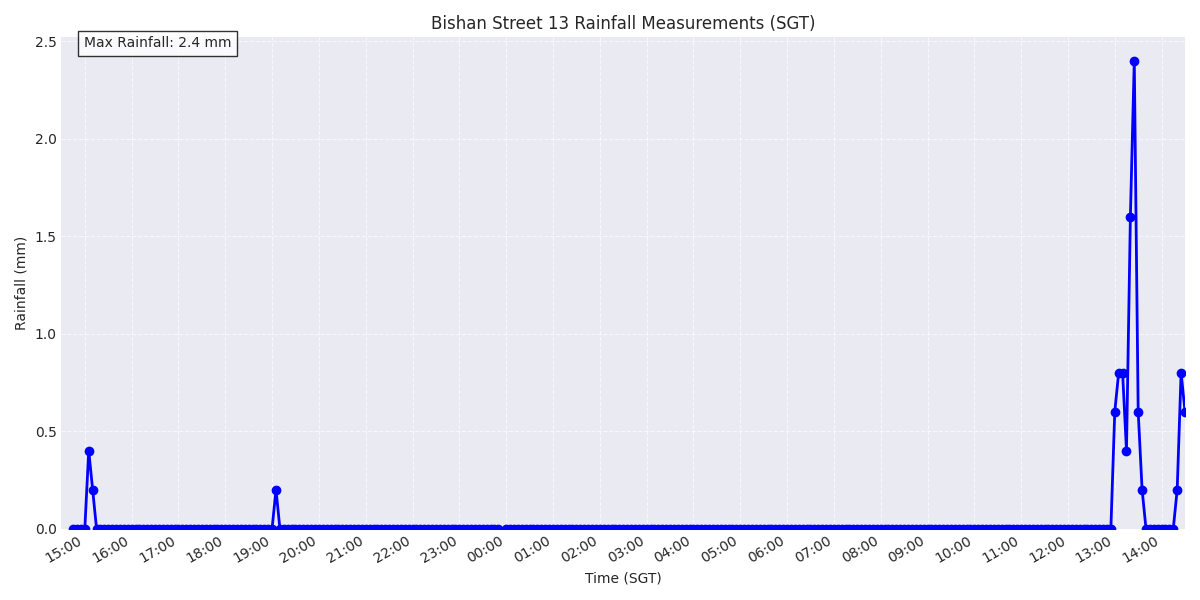 Bishan Street 13 Rainfall Measurements (SGT)
Max Rainfall: 2.4 mm
2.5
2.0
1.5
1.0
0.5
0.0
Rainfall (mm)
15:00 16:00 17:00 18:00 19:00 20:00 21:00 22:00 23:00 00:00 01:00 02:00 03:00 04:00 05:00 06:00 07:00 08:00 09:00 10:00 11:00 12:00 13:00 14:00
Time (SGT)